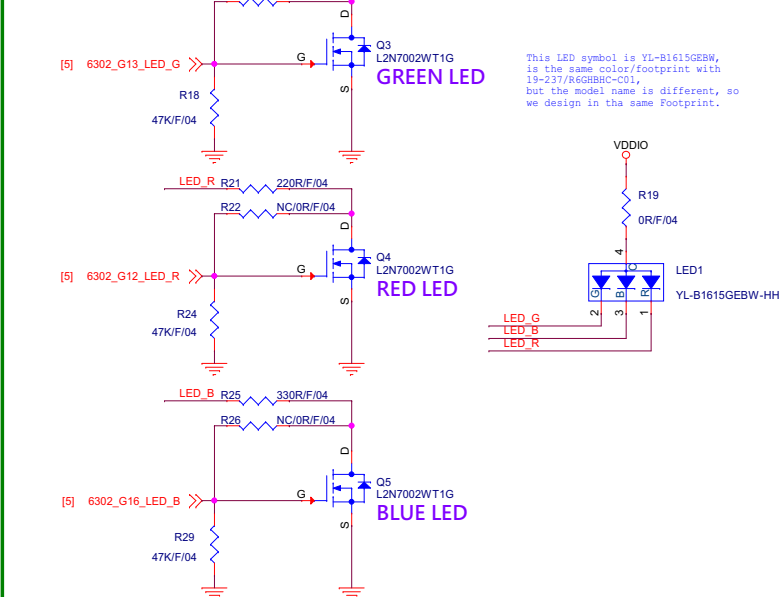 D
Q3
L2N7002WT1G
GREEN LED
[5] 6302_G13_LED_G
G
S
R18
47K/F/04
This LED symbol is YL-B1615GEBW,
is the same color/footprint with
19-237/R6GHBHC-C01,
but the model name is different, so
we design in tha same Footprint.
LED_R R21 220R/F/04
R22 NC/0R/F/04
D
Q4
L2N7002WT1G
RED LED
[5] 6302_G12_LED_R
G
S
R24
47K/F/04
VDDIO
R19
0R/F/04
4
C
LED1
G B R
YL-B1615GEBW-HH
2 3 1
LED_G
LED_B
LED_R
LED_B R25 330R/F/04
R26 NC/0R/F/04
D
Q5
L2N7002WT1G
BLUE LED
[5] 6302_G16_LED_B
G
S
R29
47K/F/04